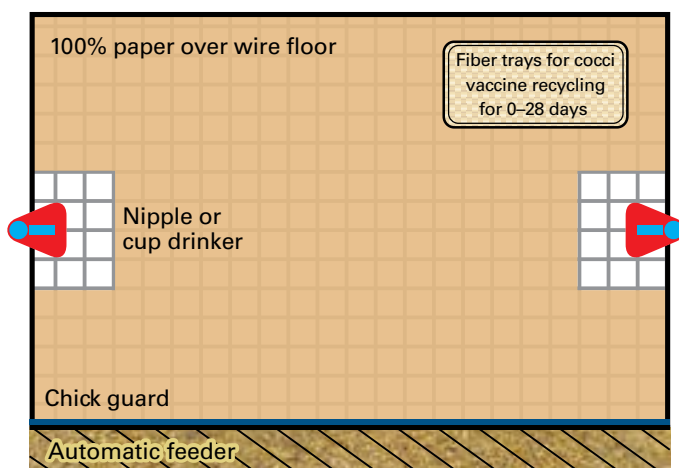 100% paper over wire floor
Fiber trays for cocci
vaccine recycling
for 0–28 days
Nipple or
cup drinker
Chick guard
Automatic feeder